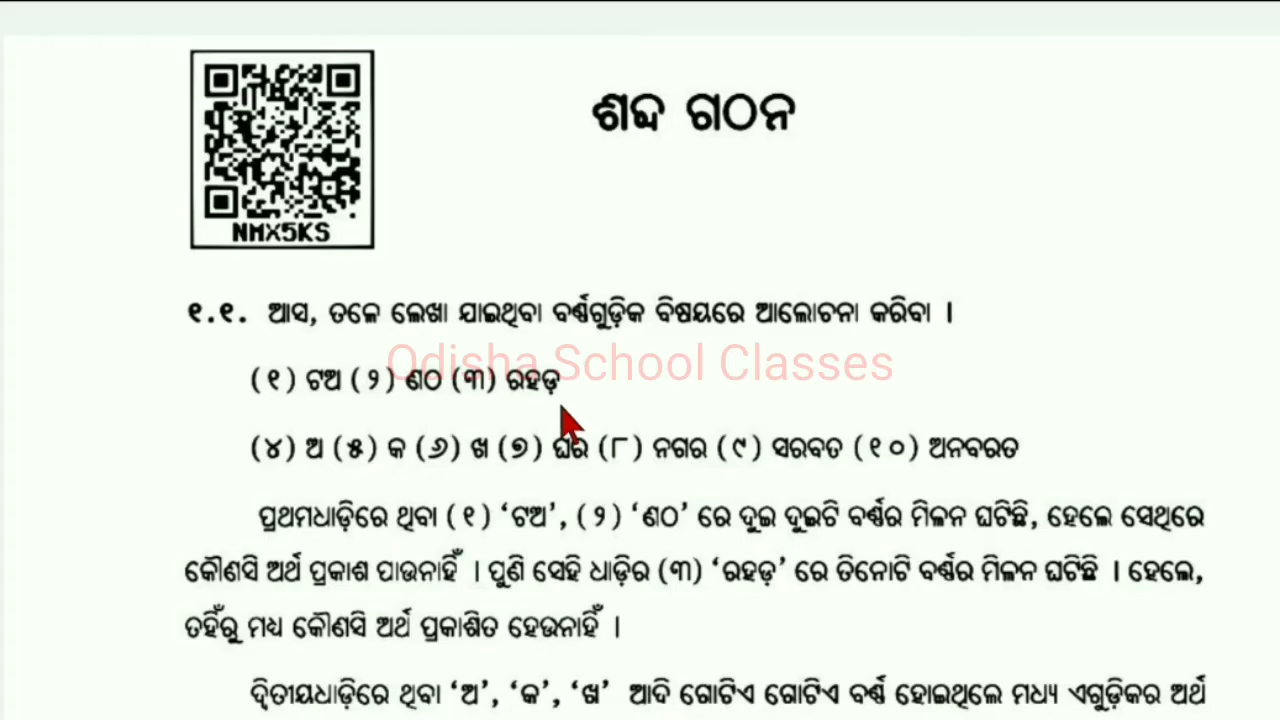 ଶବ୍ଦ ଗଠନ
NMX5KS
୧.୧. ଆସ, ତଳେ ଲେଖା ଯାଇଥିବା ବର୍ଣ୍ଣଗୁଡ଼ିକ ବିଷୟରେ ଆଲୋଚନା କରିବା ।
Odisha School Classes
(୧) ଟଅ (୨) ଣଠ (୩) ରହଡ଼
(୪) ଅ (୫) କ (୬) ଖ (୭) ଘର (୮) ନଗର (୯) ସରବତ (୧୦) ଅନବରତ
ପ୍ରଥମଧାଡ଼ିରେ ଥିବା (୧) ‘ଟଅ’, (୨) ‘ଣଠ’ ରେ ଦୁଇ ଦୁଇଟି ବର୍ଣ୍ଣର ମିଳନ ଘଟିଛି, ହେଲେ ସେଥିରେ
କୌଣସି ଅର୍ଥ ପ୍ରକାଶ ପାଉନାହିଁ । ପୁଣି ସେହି ଧାଡ଼ିର (୩) ‘ରହଡ଼’ ରେ ତିନୋଟି ବର୍ଣ୍ଣର ମିଳନ ଘଟିଛି । ହେଲେ,
ତହିଁରୁ ମଧ୍ୟ କୌଣସି ଅର୍ଥ ପ୍ରକାଶିତ ହେଉନାହିଁ ।
ଦ୍ୱିତୀୟଧାଡ଼ିରେ ଥିବା ‘ଅ’, ‘କ’, ‘ଖ’ ଆଦି ଗୋଟିଏ ଗୋଟିଏ ବର୍ଣ୍ଣ ହୋଇଥିଲେ ମଧ୍ୟ ଏଗୁଡ଼ିକର ଅର୍ଥ